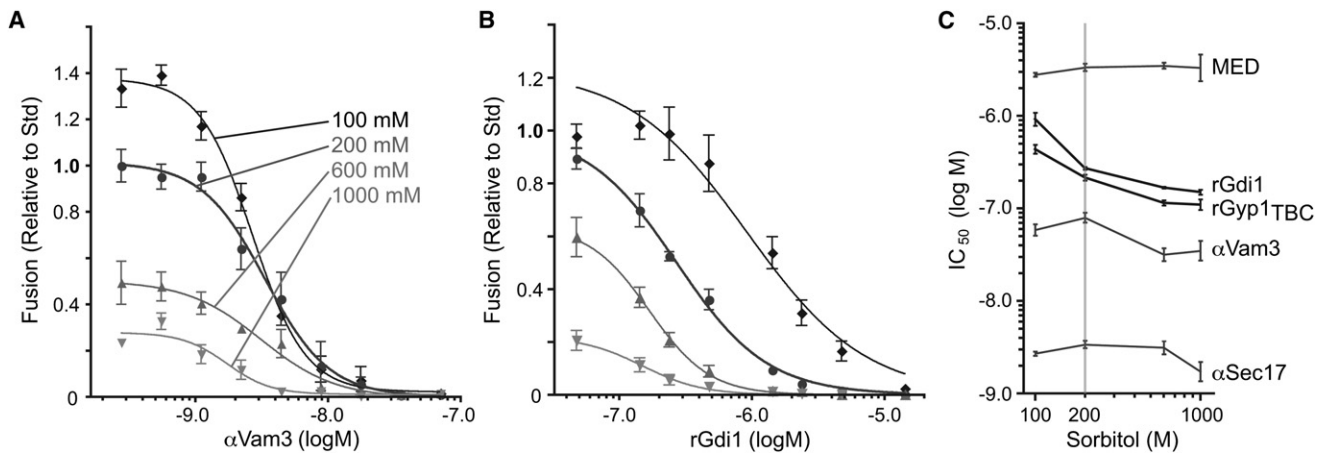 A
Fusion (Relative to Std)
1.4
1.2
1.0
0.8
0.4
0
100 mM
200 mM
600 mM
1000 mM
-9.0
-8.0
-7.0
αVam3 (logM)
B
Fusion (Relative to Std)
1.2
1.0
0.8
0.4
0
-7.0
-6.0
-5.0
rGdi1 (logM)
C
IC50 (log M)
-5.0
-6.0
-7.0
-8.0
-9.0
MED
rGdi1
rGyp1TBC
αVam3
αSec17
100
200
1000
Sorbitol (M)